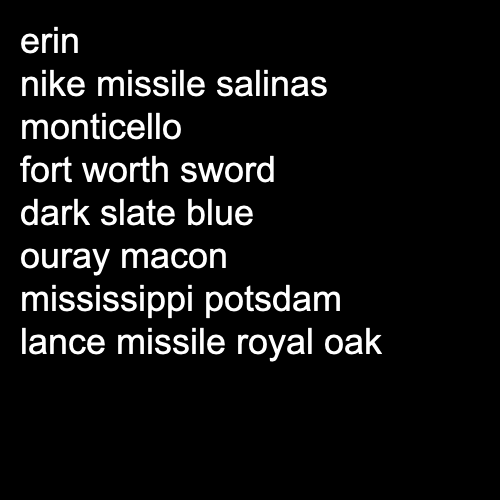 erin
nike missile salinas
monticello
fort worth sword
dark slate blue
ouray macon
mississippi potsdam
lance missile royal oak